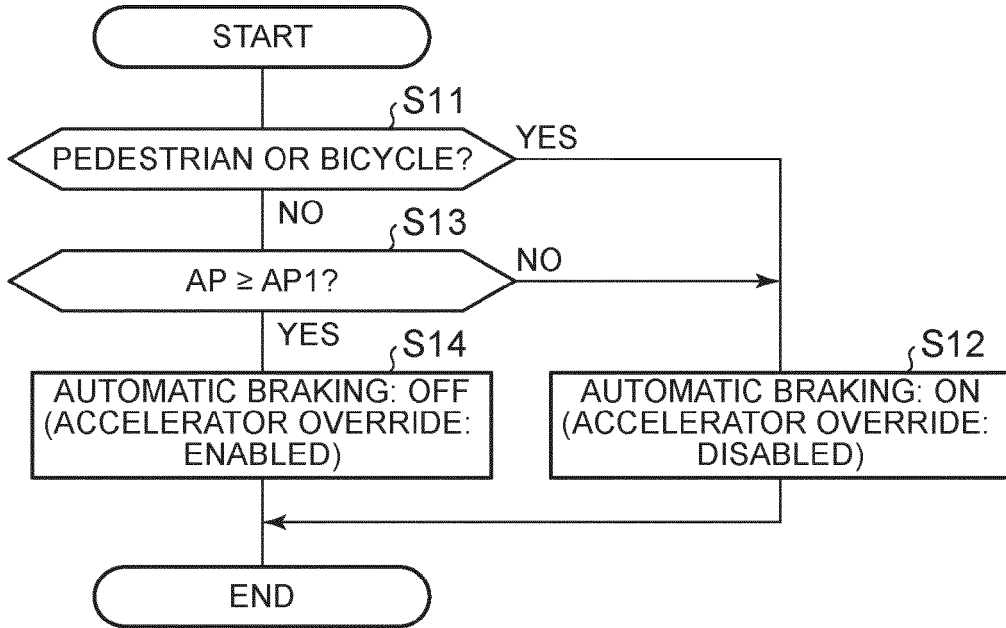 START
S11
PEDESTRIAN OR BICYCLE?
YES
NO
S13
AP ≥ AP1?
NO
YES
S14
AUTOMATIC BRAKING: OFF
(ACCELERATOR OVERRIDE:
ENABLED)
S12
AUTOMATIC BRAKING: ON
(ACCELERATOR OVERRIDE:
DISABLED)
END